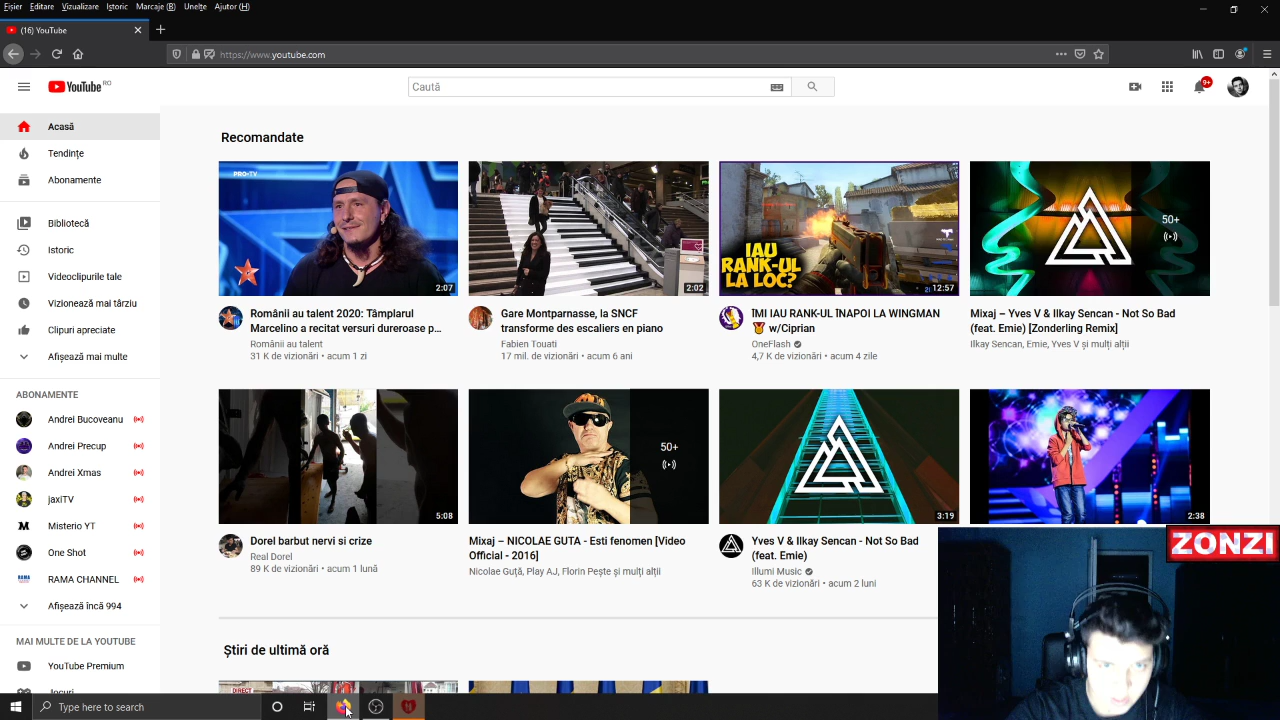 Fișier Editare Vizualizare Istoric Marcaje (B) Unelte Ajutor (H)
(16) YouTube
https://www.youtube.com
YouTube RO
Caută
9+
Acasă
Tendințe
Abonamente
Bibliotecă
Istoric
Videoclipurile tale
Vizionează mai târziu
Clipuri apreciate
Afișează mai multe
ABONAMENTE
Andrei Bucoveanu
Andrei Precup
Andrei Xmas
jaxiTV
Misterio YT
One Shot
RAMA CHANNEL
Afișează încă 994
MAI MULTE DE LA YOUTUBE
YouTube Premium
Jocuri
Recomandate
PRO•TV
2:07
Românii au talent 2020: Tâmplarul
Marcelino a recitat versuri dureroase p...
Românii au talent
31 K de vizionări • acum 1 zi
2:02
Gare Montparnasse, la SNCF
transforme des escaliers en piano
Fabien Touati
17 mil. de vizionări • acum 6 ani
IAU
RANK-UL
LA LOC?
12:57
ÎMI IAU RANK-UL ÎNAPOI LA WINGMAN
🏅 w/Ciprian
OneFlash
4,7 K de vizionări • acum 4 zile
50+
Mixaj – Yves V & Ilkay Sencan - Not So Bad
(feat. Emie) [Zonderling Remix]
Ilkay Sencan, Emie, Yves V și mulți alții
5:08
Dorel barbut nervi si crize
Real Dorel
89 K de vizionări • acum 1 lună
50+
Mixaj – NICOLAE GUTA - Esti fenomen [Video
Official - 2016]
Nicolae Guță, Play AJ, Florin Pește și mulți alții
3:19
Yves V & Ilkay Sencan - Not So Bad
(feat. Emie)
Illumi Music
63 K de vizionări • acum 2 luni
2:38
ZONZI
Știri de ultimă oră
DIRECT
Type here to search